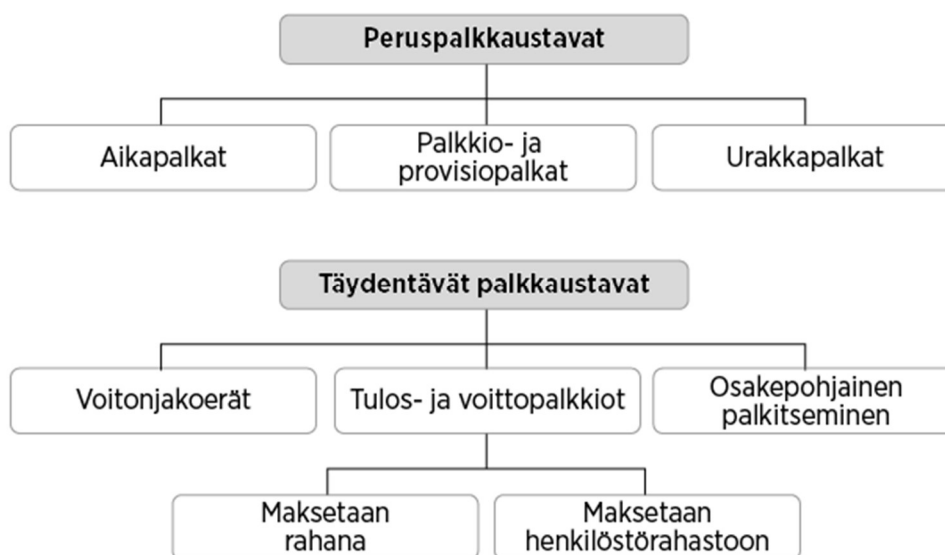 Peruspalkkaustavat
Aikapalkat
Palkkio- ja
provisiopalkat
Urakkapalkat
Täydentävät palkkaustavat
Voitonjakoerät
Tulos- ja voittopalkkiot
Osakepohjainen
palkitseminen
Maksetaan
rahana
Maksetaan
henkilöstörahastoon